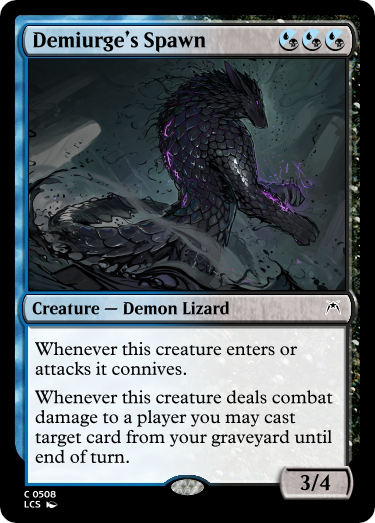 Demiurge's Spawn
Creature — Demon Lizard
Whenever this creature enters or
attacks it connives.
Whenever this creature deals combat
damage to a player you may cast
target card from your graveyard until
end of turn.
3/4
C 0508
LCS